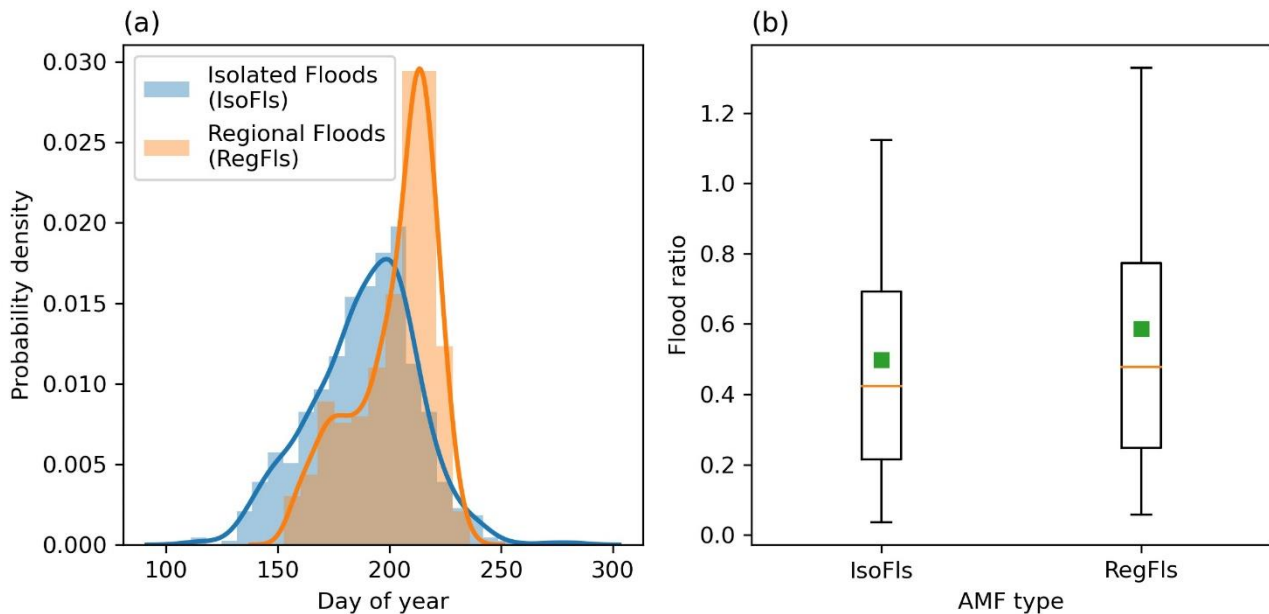 (a)
Probability density
0.030
0.025
0.020
0.015
0.010
0.005
0.000
Isolated Floods
(IsoFls)
Regional Floods
(RegFls)
100
150
200
250
300
Day of year
(b)
Flood ratio
1.2
1.0
0.8
0.6
0.4
0.2
0.0
IsoFls
RegFls
AMF type